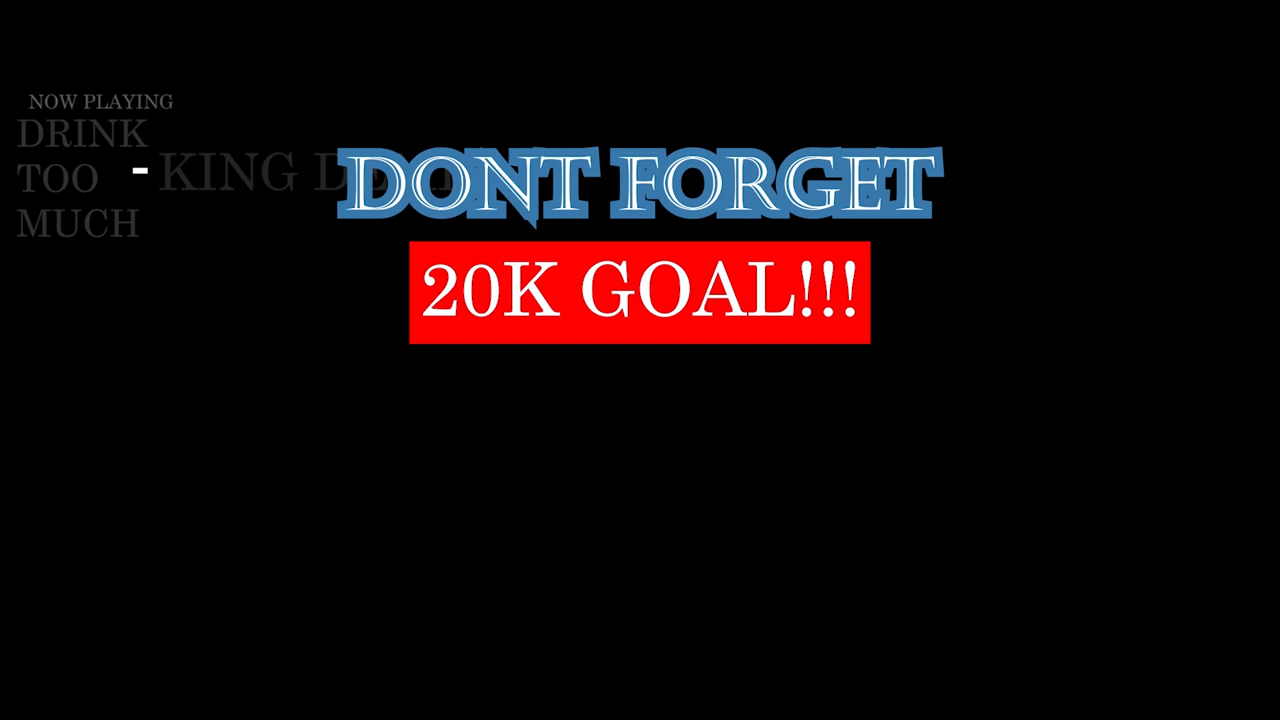 NOW PLAYING
DRINK
TOO
MUCH
- KING
DONT FORGET
20K GOAL!!!